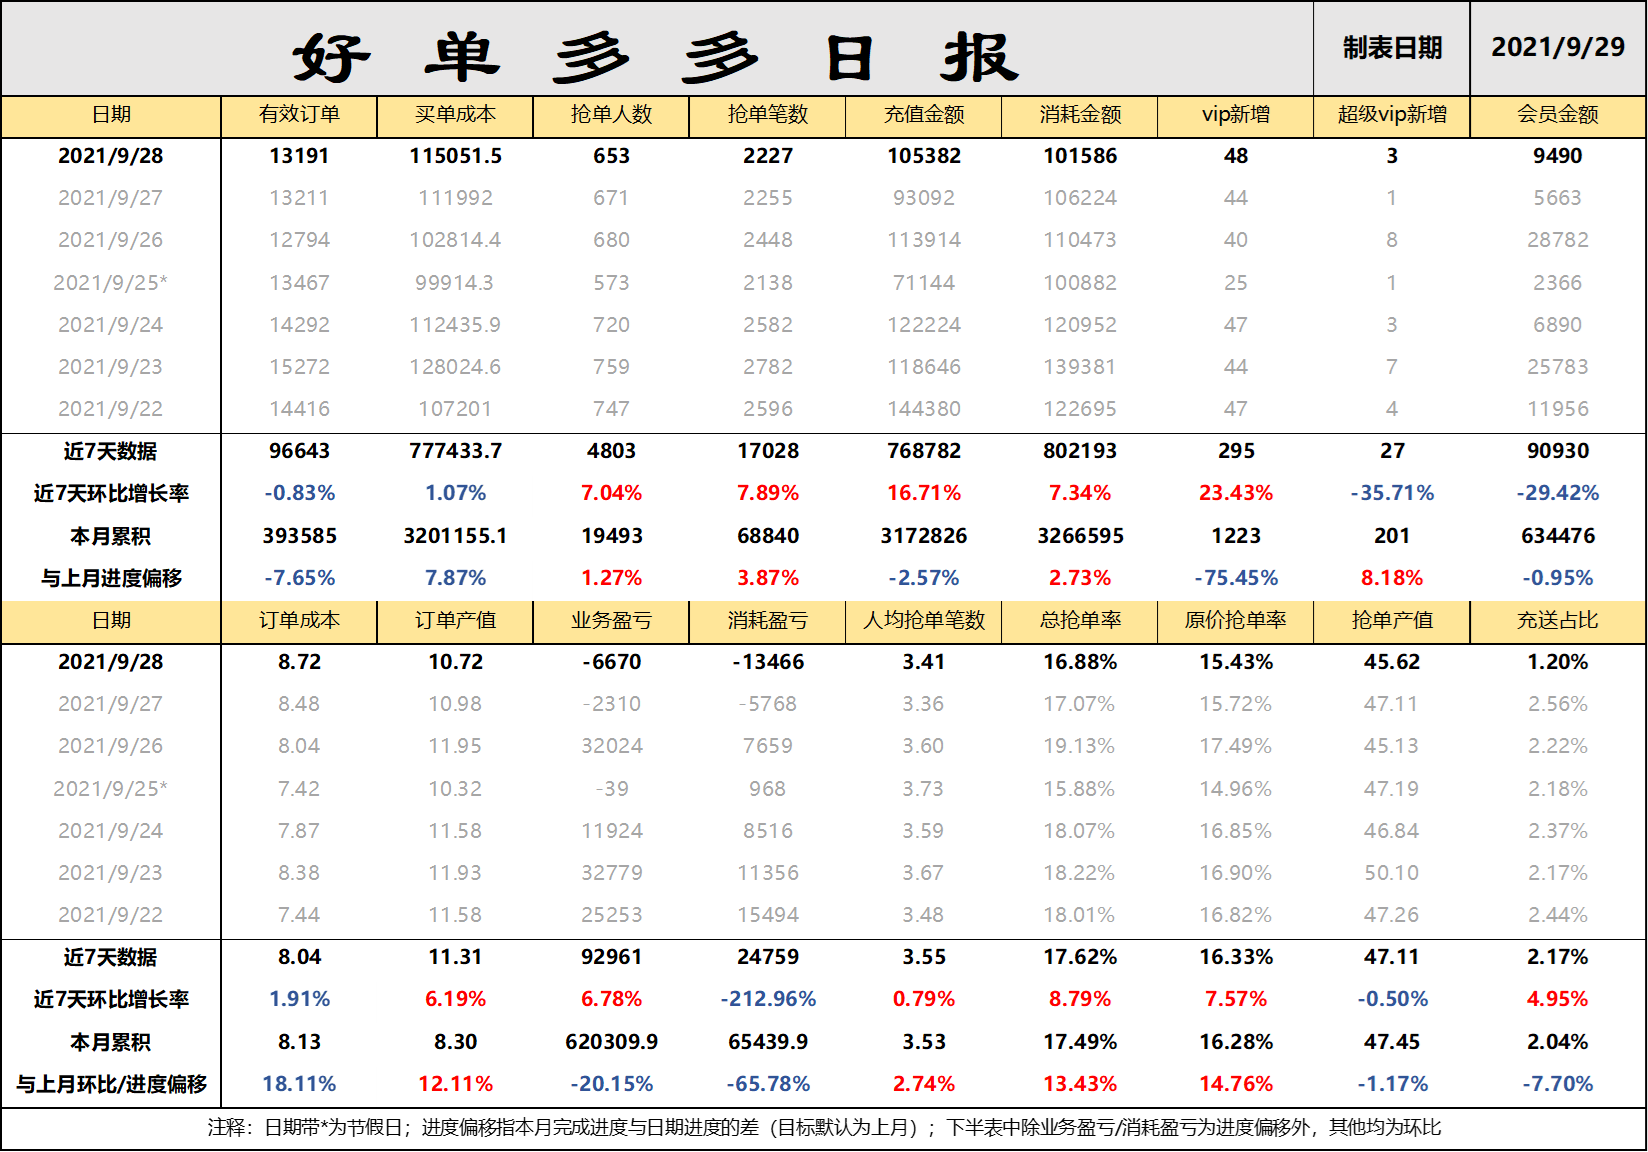 好单多多日报 制表日期 2021/9/29
日期 有效订单 买单成本 抢单人数 抢单笔数 充值金额 消耗金额 vip新增 超级vip新增 会员金额
2021/9/28 13191 115051.5 653 2227 105382 101586 48 3 9490
2021/9/27 13211 111992 671 2255 93092 106224 44 1 5663
2021/9/26 12794 102814.4 680 2448 113914 110473 40 8 28782
2021/9/25* 13467 99914.3 573 2138 71144 100882 25 1 2366
2021/9/24 14292 112435.9 720 2582 122224 120952 47 3 6890
2021/9/23 15272 128024.6 759 2782 118646 139381 44 7 25783
2021/9/22 14416 107201 747 2596 144380 122695 47 4 11956
近7天数据 96643 777433.7 4803 17028 768782 802193 295 27 90930
近7天环比增长率 -0.83% 1.07% 7.04% 7.89% 16.71% 7.34% 23.43% -35.71% -29.42%
本月累积 393585 3201155.1 19493 68840 3172826 3266595 1223 201 634476
与上月进度偏移 -7.65% 7.87% 1.27% 3.87% -2.57% 2.73% -75.45% 8.18% -0.95%
日期 订单成本 订单产值 业务盈亏 消耗盈亏 人均抢单笔数 总抢单率 原价抢单率 抢单产值 充送占比
2021/9/28 8.72 10.72 -6670 -13466 3.41 16.88% 15.43% 45.62 1.20%
2021/9/27 8.48 10.98 -2310 -5768 3.36 17.07% 15.72% 47.11 2.56%
2021/9/26 8.04 11.95 32024 7659 3.60 19.13% 17.49% 45.13 2.22%
2021/9/25* 7.42 10.32 -39 968 3.73 15.88% 14.96% 47.19 2.18%
2021/9/24 7.87 11.58 11924 8516 3.59 18.07% 16.85% 46.84 2.37%
2021/9/23 8.38 11.93 32779 11356 3.67 18.22% 16.90% 50.10 2.17%
2021/9/22 7.44 11.58 25253 15494 3.48 18.01% 16.82% 47.26 2.44%
近7天数据 8.04 11.31 92961 24759 3.55 17.62% 16.33% 47.11 2.17%
近7天环比增长率 1.91% 6.19% 6.78% -212.96% 0.79% 8.79% 7.57% -0.50% 4.95%
本月累积 8.13 8.30 620309.9 65439.9 3.53 17.49% 16.28% 47.45 2.04%
与上月环比/进度偏移 18.11% 12.11% -20.15% -65.78% 2.74% 13.43% 14.76% -1.17% -7.70%
注释：日期带*为节假日；进度偏移指本月完成进度与日期进度的差（目标默认为上月）；下半表中除业务盈亏/消耗盈亏为进度偏移外，其他均为环比